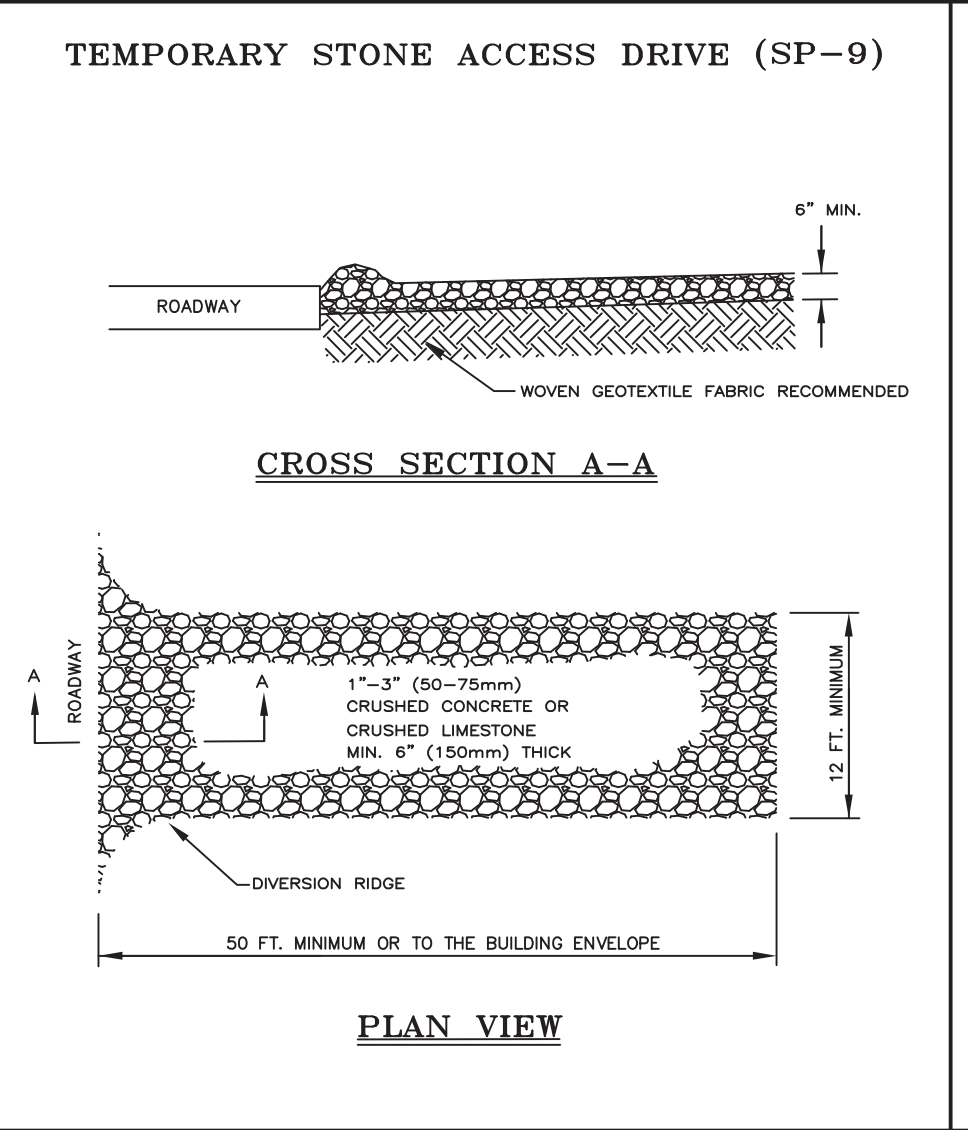 TEMPORARY STONE ACCESS DRIVE (SP-9)
6" MIN.
ROADWAY
WOVEN GEOTEXTILE FABRIC RECOMMENDED
CROSS SECTION A-A
A
ROADWAY
A
1"-3" (50-75mm)
CRUSHED CONCRETE OR
CRUSHED LIMESTONE
MIN. 6" (150mm) THICK
12 FT. MINIMUM
DIVERSION RIDGE
50 FT. MINIMUM OR TO THE BUILDING ENVELOPE
PLAN VIEW